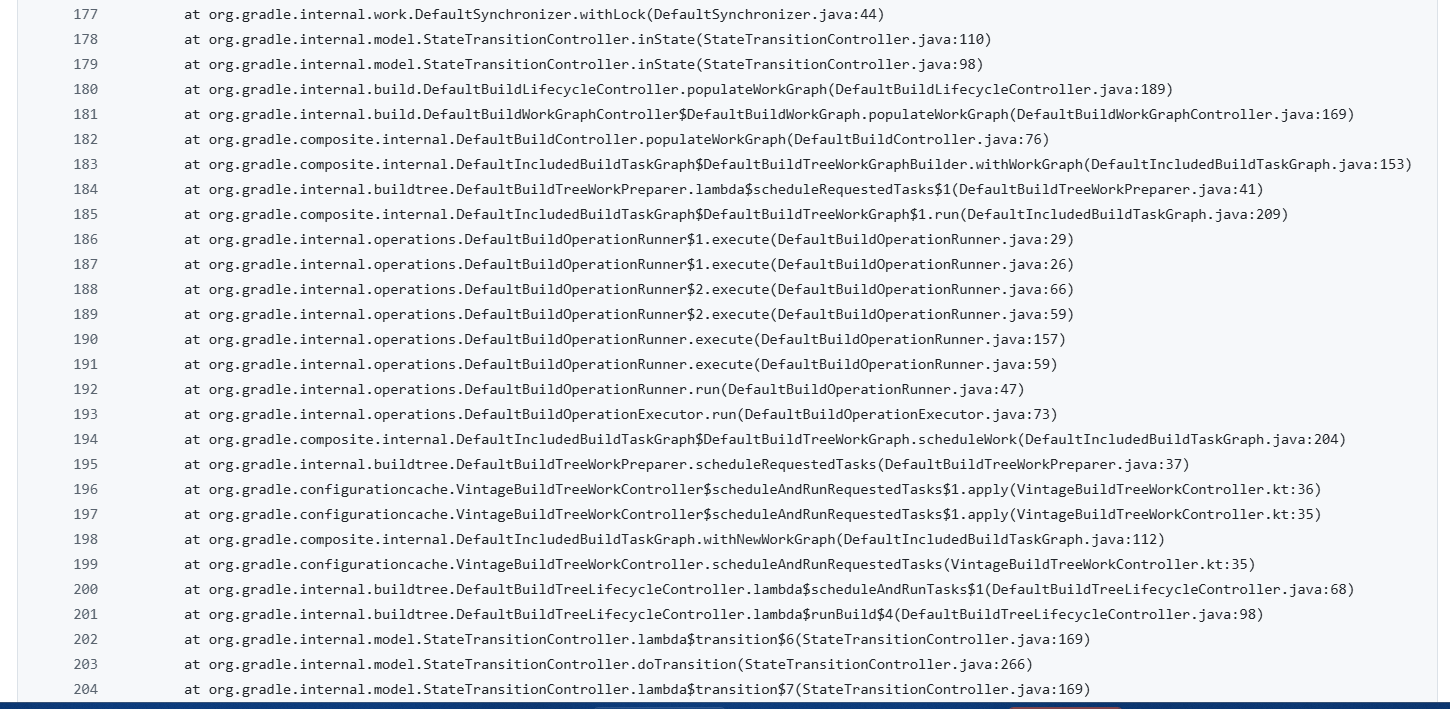 177 at org.gradle.internal.work.DefaultSynchronizer.withLock(DefaultSynchronizer.java:44)
178 at org.gradle.internal.model.StateTransitionController.inState(StateTransitionController.java:110)
179 at org.gradle.internal.model.StateTransitionController.inState(StateTransitionController.java:98)
180 at org.gradle.internal.build.DefaultBuildLifecycleController.populateWorkGraph(DefaultBuildLifecycleController.java:189)
181 at org.gradle.internal.build.DefaultBuildWorkGraphController$DefaultBuildWorkGraph.populateWorkGraph(DefaultBuildWorkGraphController.java:169)
182 at org.gradle.composite.internal.DefaultBuildController.populateWorkGraph(DefaultBuildController.java:76)
183 at org.gradle.composite.internal.DefaultIncludedBuildTaskGraph$DefaultBuildTreeWorkGraphBuilder.withWorkGraph(DefaultIncludedBuildTaskGraph.java:153)
184 at org.gradle.internal.buildtree.DefaultBuildTreeWorkPreparer.lambda$scheduleRequestedTasks$1(DefaultBuildTreeWorkPreparer.java:41)
185 at org.gradle.composite.internal.DefaultIncludedBuildTaskGraph$DefaultBuildTreeWorkGraph$1.run(DefaultIncludedBuildTaskGraph.java:209)
186 at org.gradle.internal.operations.DefaultBuildOperationRunner$1.execute(DefaultBuildOperationRunner.java:29)
187 at org.gradle.internal.operations.DefaultBuildOperationRunner$1.execute(DefaultBuildOperationRunner.java:26)
188 at org.gradle.internal.operations.DefaultBuildOperationRunner$2.execute(DefaultBuildOperationRunner.java:66)
189 at org.gradle.internal.operations.DefaultBuildOperationRunner$2.execute(DefaultBuildOperationRunner.java:59)
190 at org.gradle.internal.operations.DefaultBuildOperationRunner.execute(DefaultBuildOperationRunner.java:157)
191 at org.gradle.internal.operations.DefaultBuildOperationRunner.execute(DefaultBuildOperationRunner.java:59)
192 at org.gradle.internal.operations.DefaultBuildOperationRunner.run(DefaultBuildOperationRunner.java:47)
193 at org.gradle.internal.operations.DefaultBuildOperationExecutor.run(DefaultBuildOperationExecutor.java:73)
194 at org.gradle.composite.internal.DefaultIncludedBuildTaskGraph$DefaultBuildTreeWorkGraph.scheduleWork(DefaultIncludedBuildTaskGraph.java:204)
195 at org.gradle.internal.buildtree.DefaultBuildTreeWorkPreparer.scheduleRequestedTasks(DefaultBuildTreeWorkPreparer.java:37)
196 at org.gradle.configurationcache.VintageBuildTreeWorkController$scheduleAndRunRequestedTasks$1.apply(VintageBuildTreeWorkController.kt:36)
197 at org.gradle.configurationcache.VintageBuildTreeWorkController$scheduleAndRunRequestedTasks$1.apply(VintageBuildTreeWorkController.kt:35)
198 at org.gradle.composite.internal.DefaultIncludedBuildTaskGraph.withNewWorkGraph(DefaultIncludedBuildTaskGraph.java:112)
199 at org.gradle.configurationcache.VintageBuildTreeWorkController.scheduleAndRunRequestedTasks(VintageBuildTreeWorkController.kt:35)
200 at org.gradle.internal.buildtree.DefaultBuildTreeLifecycleController.lambda$scheduleAndRunTasks$1(DefaultBuildTreeLifecycleController.java:68)
201 at org.gradle.internal.buildtree.DefaultBuildTreeLifecycleController.lambda$runBuild$4(DefaultBuildTreeLifecycleController.java:98)
202 at org.gradle.internal.model.StateTransitionController.lambda$transition$6(StateTransitionController.java:169)
203 at org.gradle.internal.model.StateTransitionController.doTransition(StateTransitionController.java:266)
204 at org.gradle.internal.model.StateTransitionController.lambda$transition$7(StateTransitionController.java:169)